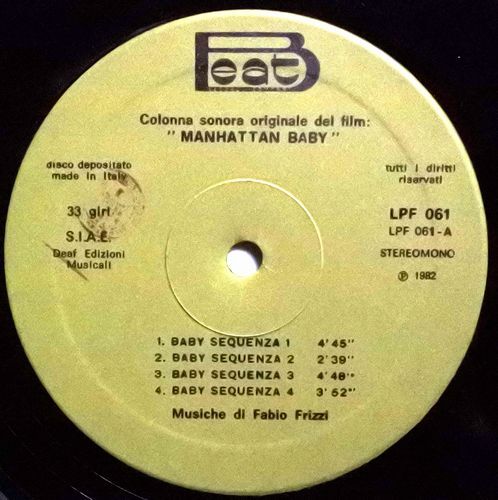 Beat
Colonna sonora originale del film:
"MANHATTAN BABY"
disco depositato
made in Italy
tutti i diritti
riservati
33 giri
S.I.A.E.
Deaf Edizioni
Musicali
LPF 061
LPF 061-A
STEREOMONO
℗ 1982
1. BABY SEQUENZA 1 4'45"
2. BABY SEQUENZA 2 2'39"
3. BABY SEQUENZA 3 4'48"
4. BABY SEQUENZA 4 3'52"
Musiche di Fabio Frizzi